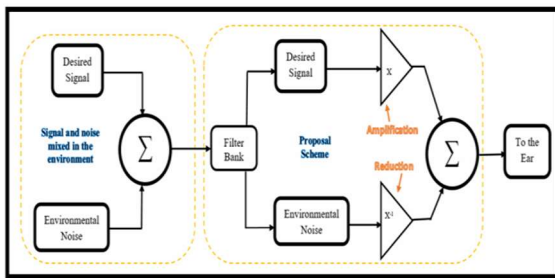 Desired
Signal
Signal and noise
mixed in the
environment
Σ
Environmental
Noise
Filter
Bank
Desired
Signal
X
Amplification
Proposal
Scheme
Reduction
Environmental
Noise
X-1
Σ
To the
Ear